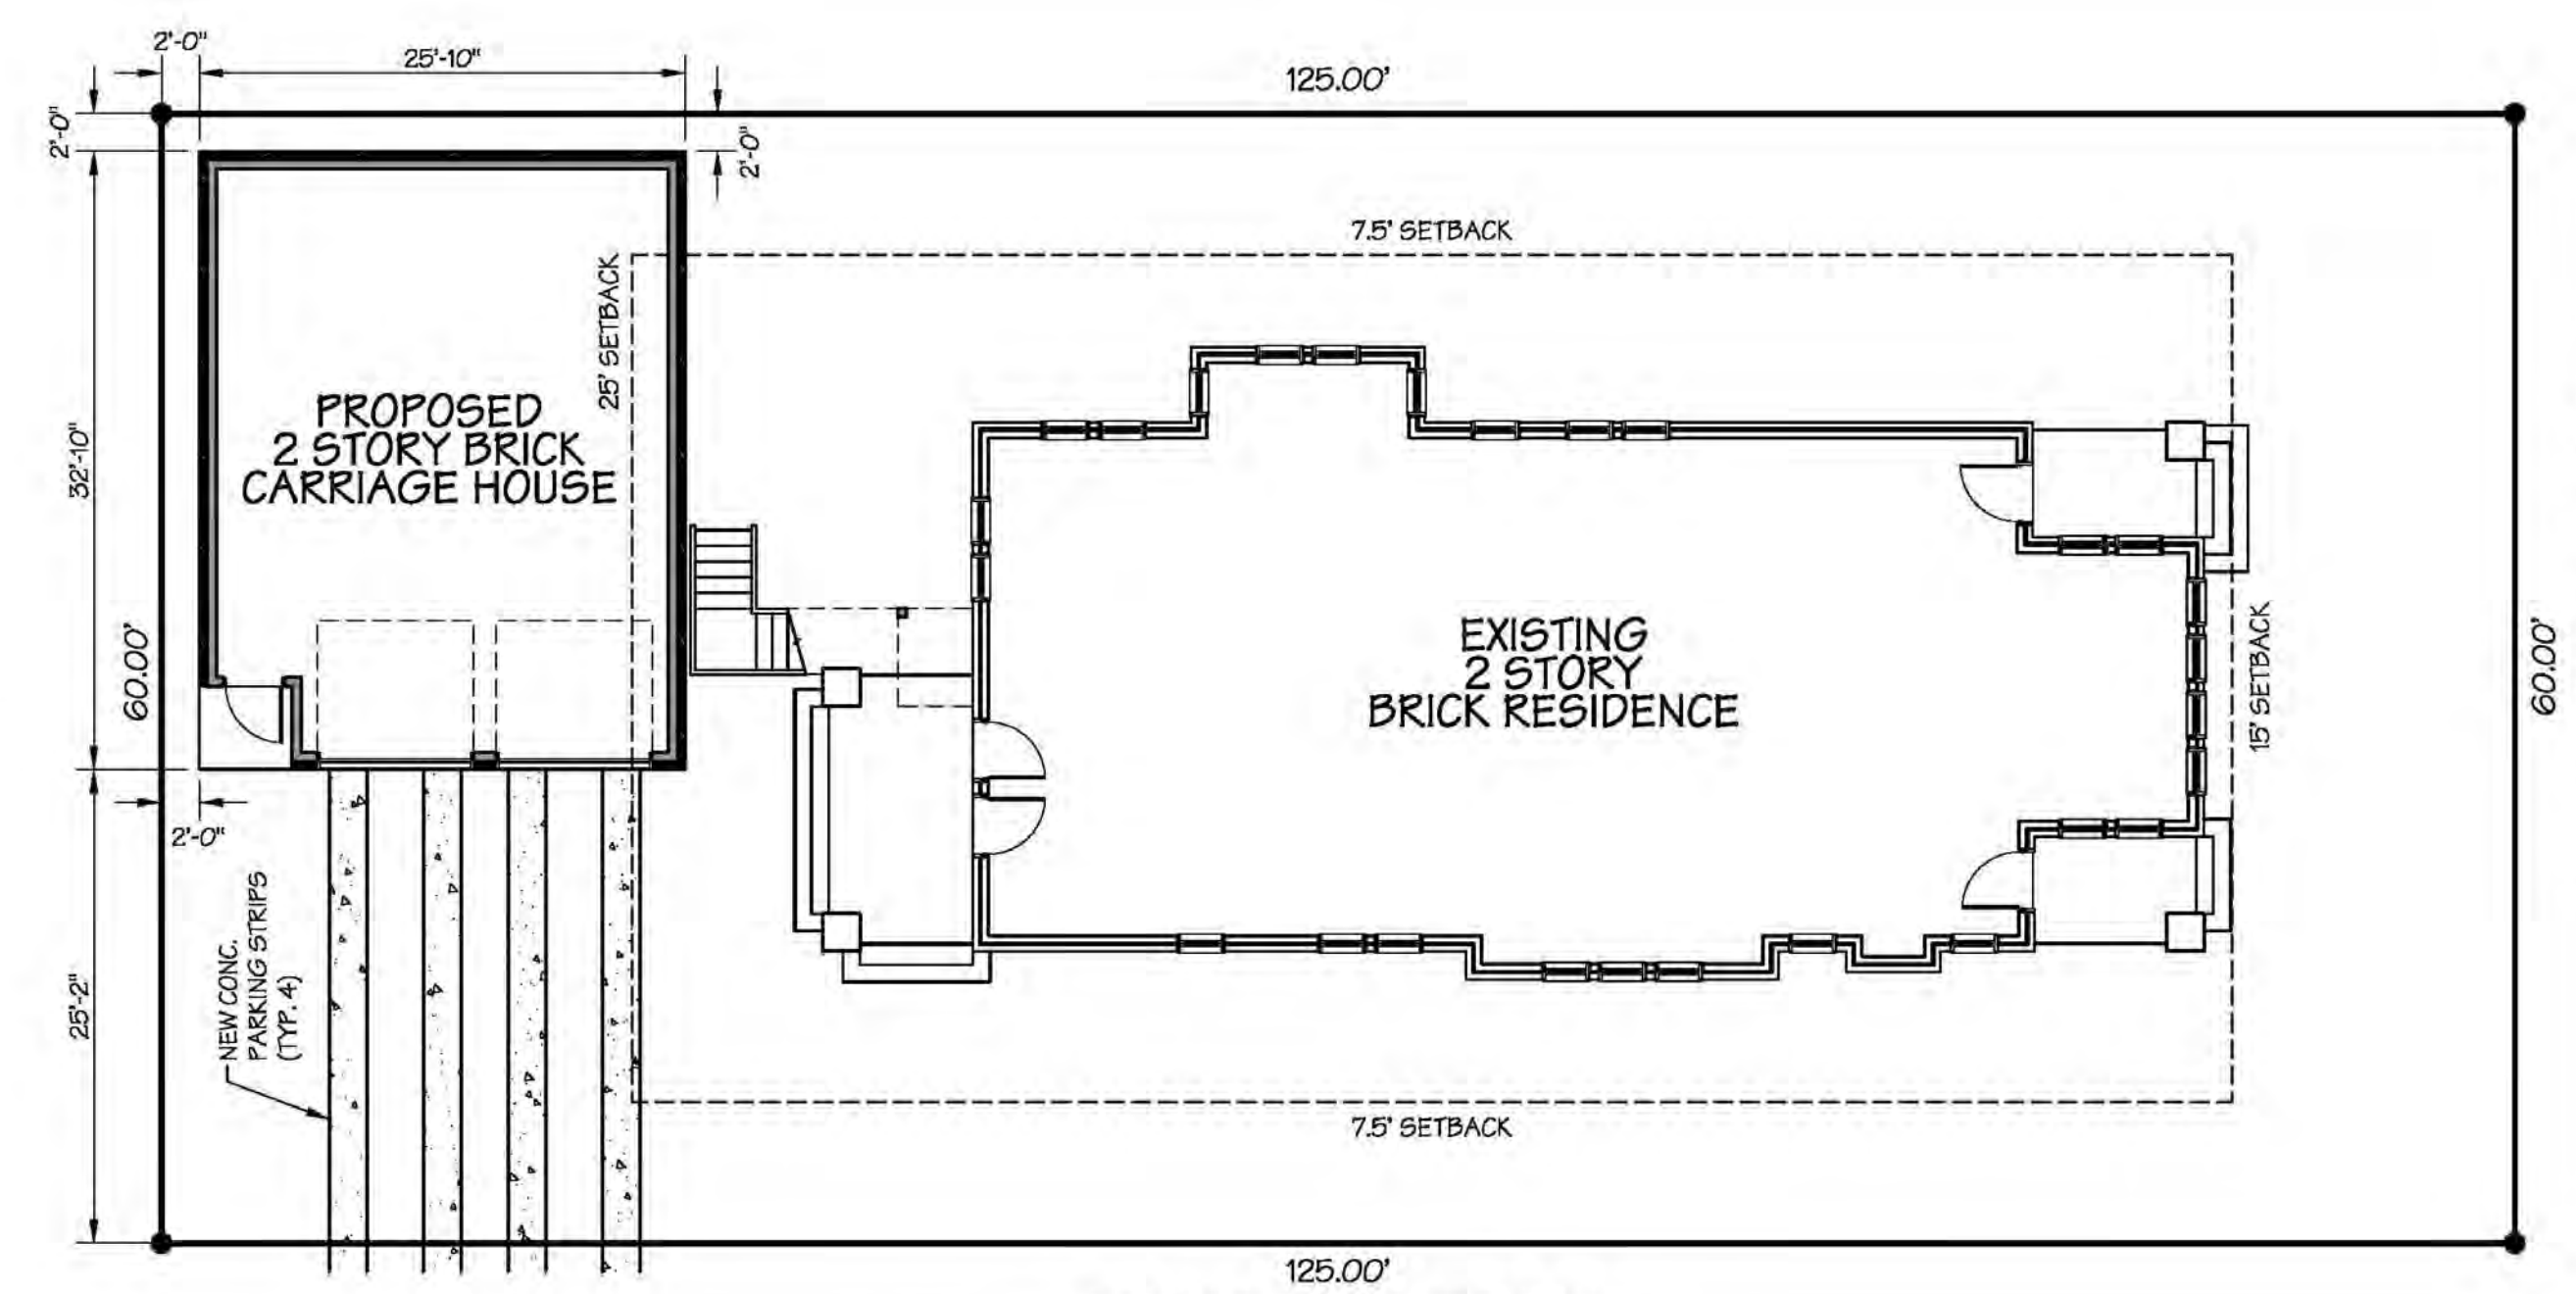 2'-0"
25'-10"
125.00'
2'-0"
2'-0"
7.5' SETBACK
25' SETBACK
PROPOSED
2 STORY BRICK
CARRIAGE HOUSE
32'-10"
EXISTING
2 STORY
BRICK RESIDENCE
60.00'
15' SETBACK
60.00'
2'-0"
NEW CONC.
PARKING STRIPS
(TYP. 4)
25'-2"
7.5' SETBACK
125.00'